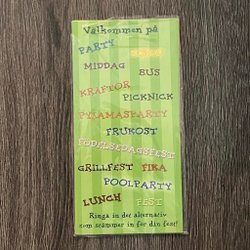 Välkommen på
PARTY
MIDDAG BUS
KRAFTOR
PICKNICK
PYJAMASPARTY
FRUKOST
FÖDELSEDAGSFEST
GRILLFEST FIKA
POOLPARTY
LUNCH FEST
Ringa in det alternativ
som stämmer in för din fest!